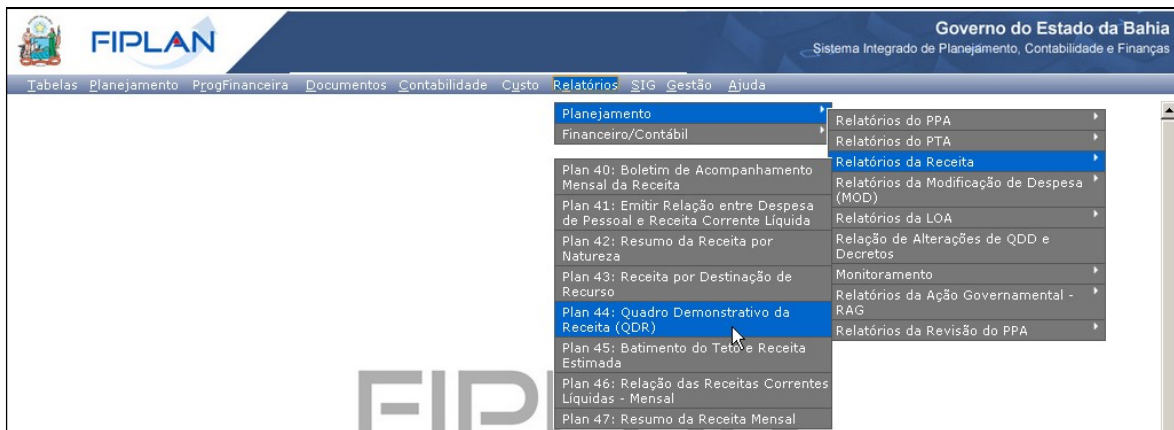 FIPLAN
Governo do Estado da Bahia
Sistema Integrado de Planejamento, Contabilidade e Finanças
Tabelas Planejamento ProgFinanceira Documentos Contabilidade Custo Relatórios SIG Gestão Ajuda
Planejamento
Financeiro/Contábil
Relatórios do PPA
Relatórios do PTA
Relatórios da Receita
Relatórios da Modificação de Despesa
(MOD)
Relatórios da LOA
Relação de Alterações de QDD e
Decretos
Monitoramento
Relatórios da Ação Governamental -
RAG
Relatórios da Revisão do PPA
Plan 40: Boletim de Acompanhamento
Mensal da Receita
Plan 41: Emitir Relação entre Despesa
de Pessoal e Receita Corrente Líquida
Plan 42: Resumo da Receita por
Natureza
Plan 43: Receita por Destinação de
Recurso
Plan 44: Quadro Demonstrativo da
Receita (QDR)
Plan 45: Batimento do Teto e Receita
Estimada
Plan 46: Relação das Receitas Correntes
Líquidas - Mensal
Plan 47: Resumo da Receita Mensal
FIPL